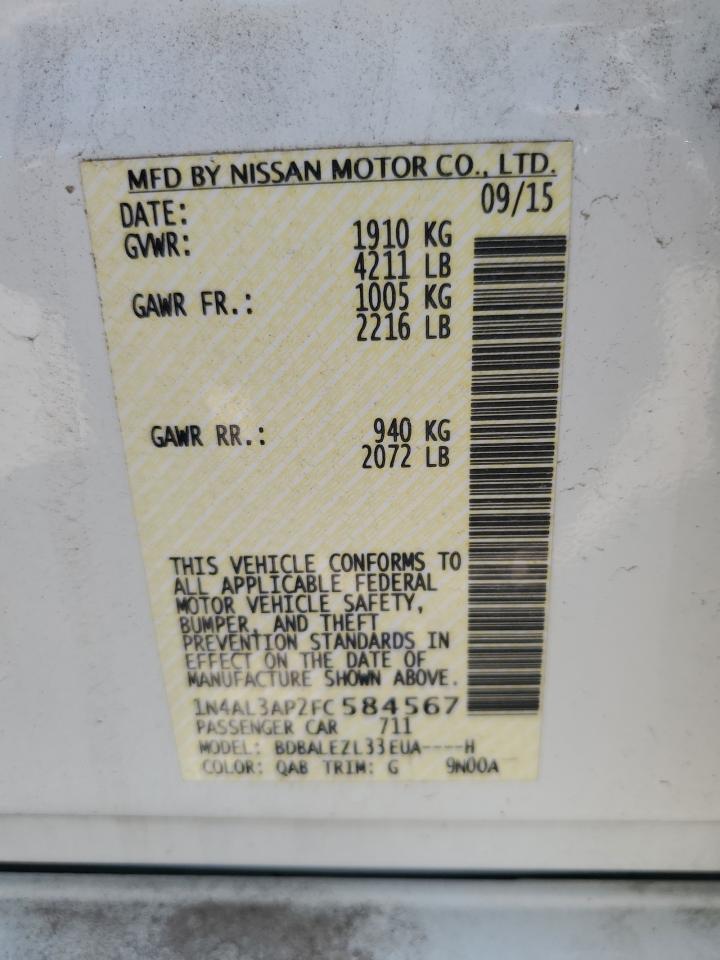 MFD BY NISSAN MOTOR CO., LTD.
DATE: 09/15
GVWR: 1910 KG
4211 LB
GAWR FR.: 1005 KG
2216 LB
GAWR RR.: 940 KG
2072 LB
THIS VEHICLE CONFORMS TO
ALL APPLICABLE FEDERAL
MOTOR VEHICLE SAFETY,
BUMPER, AND THEFT
PREVENTION STANDARDS IN
EFFECT ON THE DATE OF
MANUFACTURE SHOWN ABOVE.
1N4AL3AP2FC584567
PASSENGER CAR 711
MODEL: BDBALEZL33EUA----H
COLOR: QAB TRIM: G 9N00A